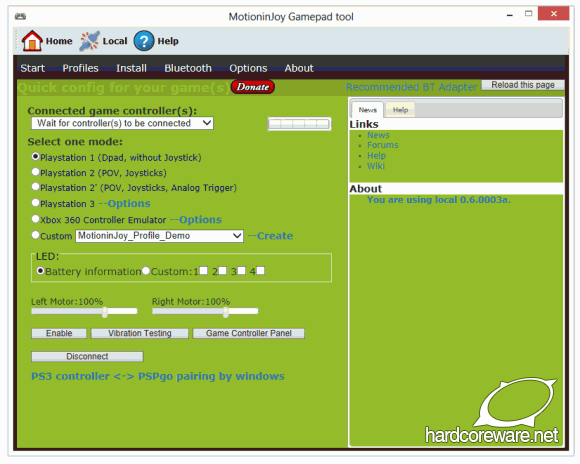 MotioninJoy Gamepad tool
Home Local Help
Start Profiles Install Bluetooth Options About
Quick config for your game(s) Donate Recommended BT Adapter Reload this page
Connected game controller(s):
Wait for controller(s) to be connected
Select one mode:
Playstation 1 (Dpad, without Joystick)
Playstation 2 (POV, Joysticks)
Playstation 2' (POV, Joysticks, Analog Trigger)
Playstation 3 --Options
Xbox 360 Controller Emulator --Options
Custom MotioninJoy_Profile_Demo --Create
LED:
Battery information Custom:1 2 3 4
Left Motor:100% Right Motor:100%
Enable Vibration Testing Game Controller Panel
Disconnect
PS3 controller <-> PSPgo pairing by windows
News Help
Links
News
Forums
Help
Wiki
About
You are using local 0.6.0003a.
hardcoreware.net